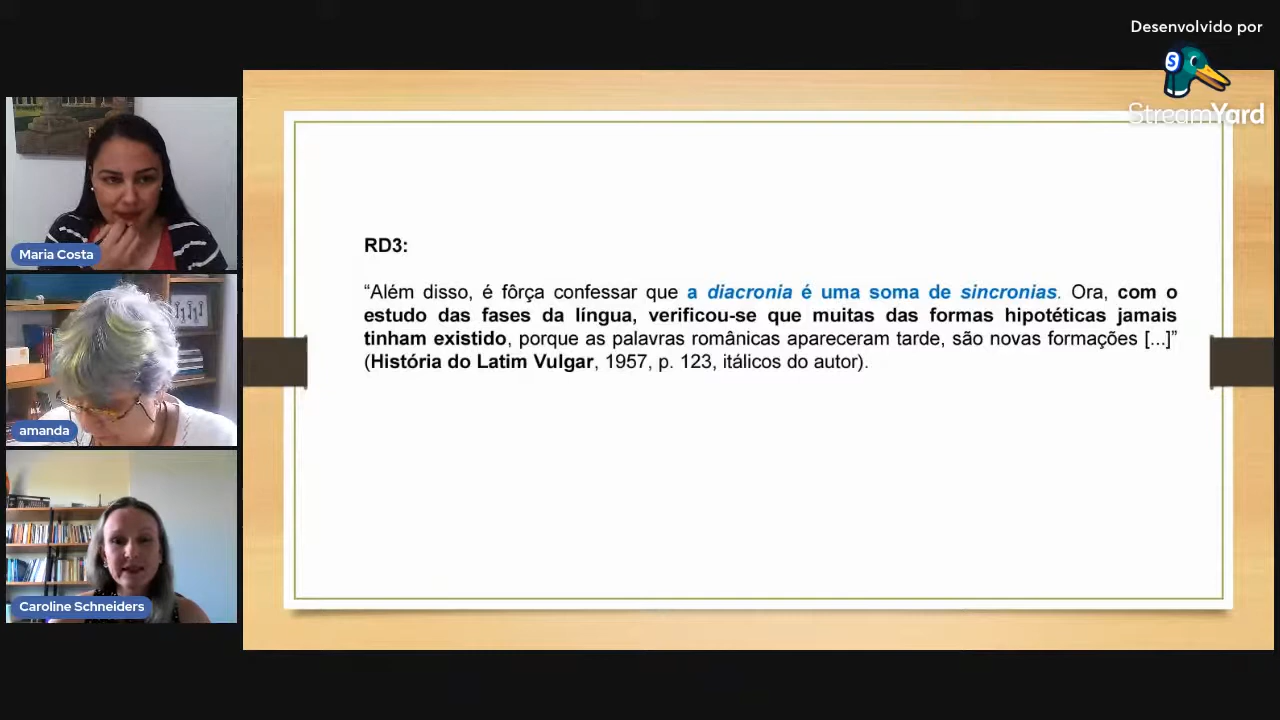 Desenvolvido por
S
StreamYard
Maria Costa
amanda
Caroline Schneiders
RD3:
“Além disso, é fôrça confessar que a diacronia é uma soma de sincronias. Ora, com o
estudo das fases da língua, verificou-se que muitas das formas hipotéticas jamais
tinham existido, porque as palavras românicas apareceram tarde, são novas formações [...]”
(História do Latim Vulgar, 1957, p. 123, itálicos do autor).